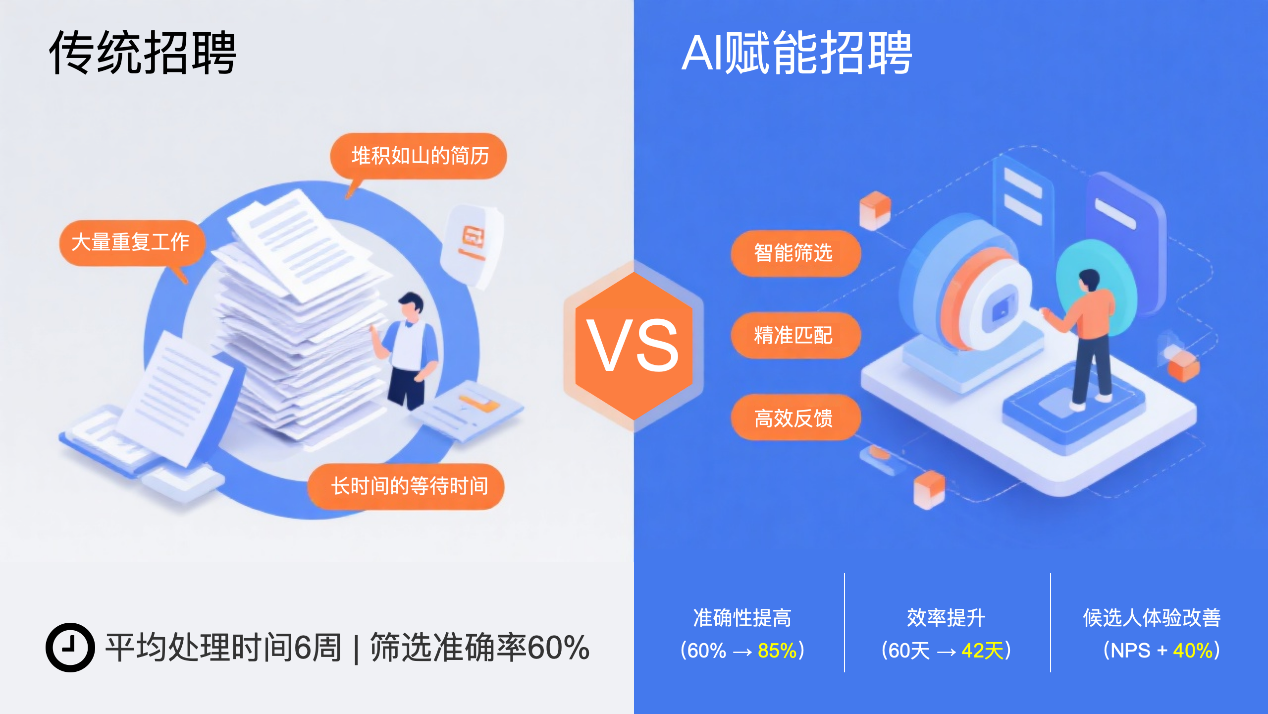 传统招聘
堆积如山的简历
大量重复工作
长时间的等待时间
平均处理时间6周 | 筛选准确率60%
VS
AI赋能招聘
智能筛选
精准匹配
高效反馈
准确性提高
(60% → 85%)
效率提升
(60天 → 42天)
候选人体验改善
(NPS + 40%)